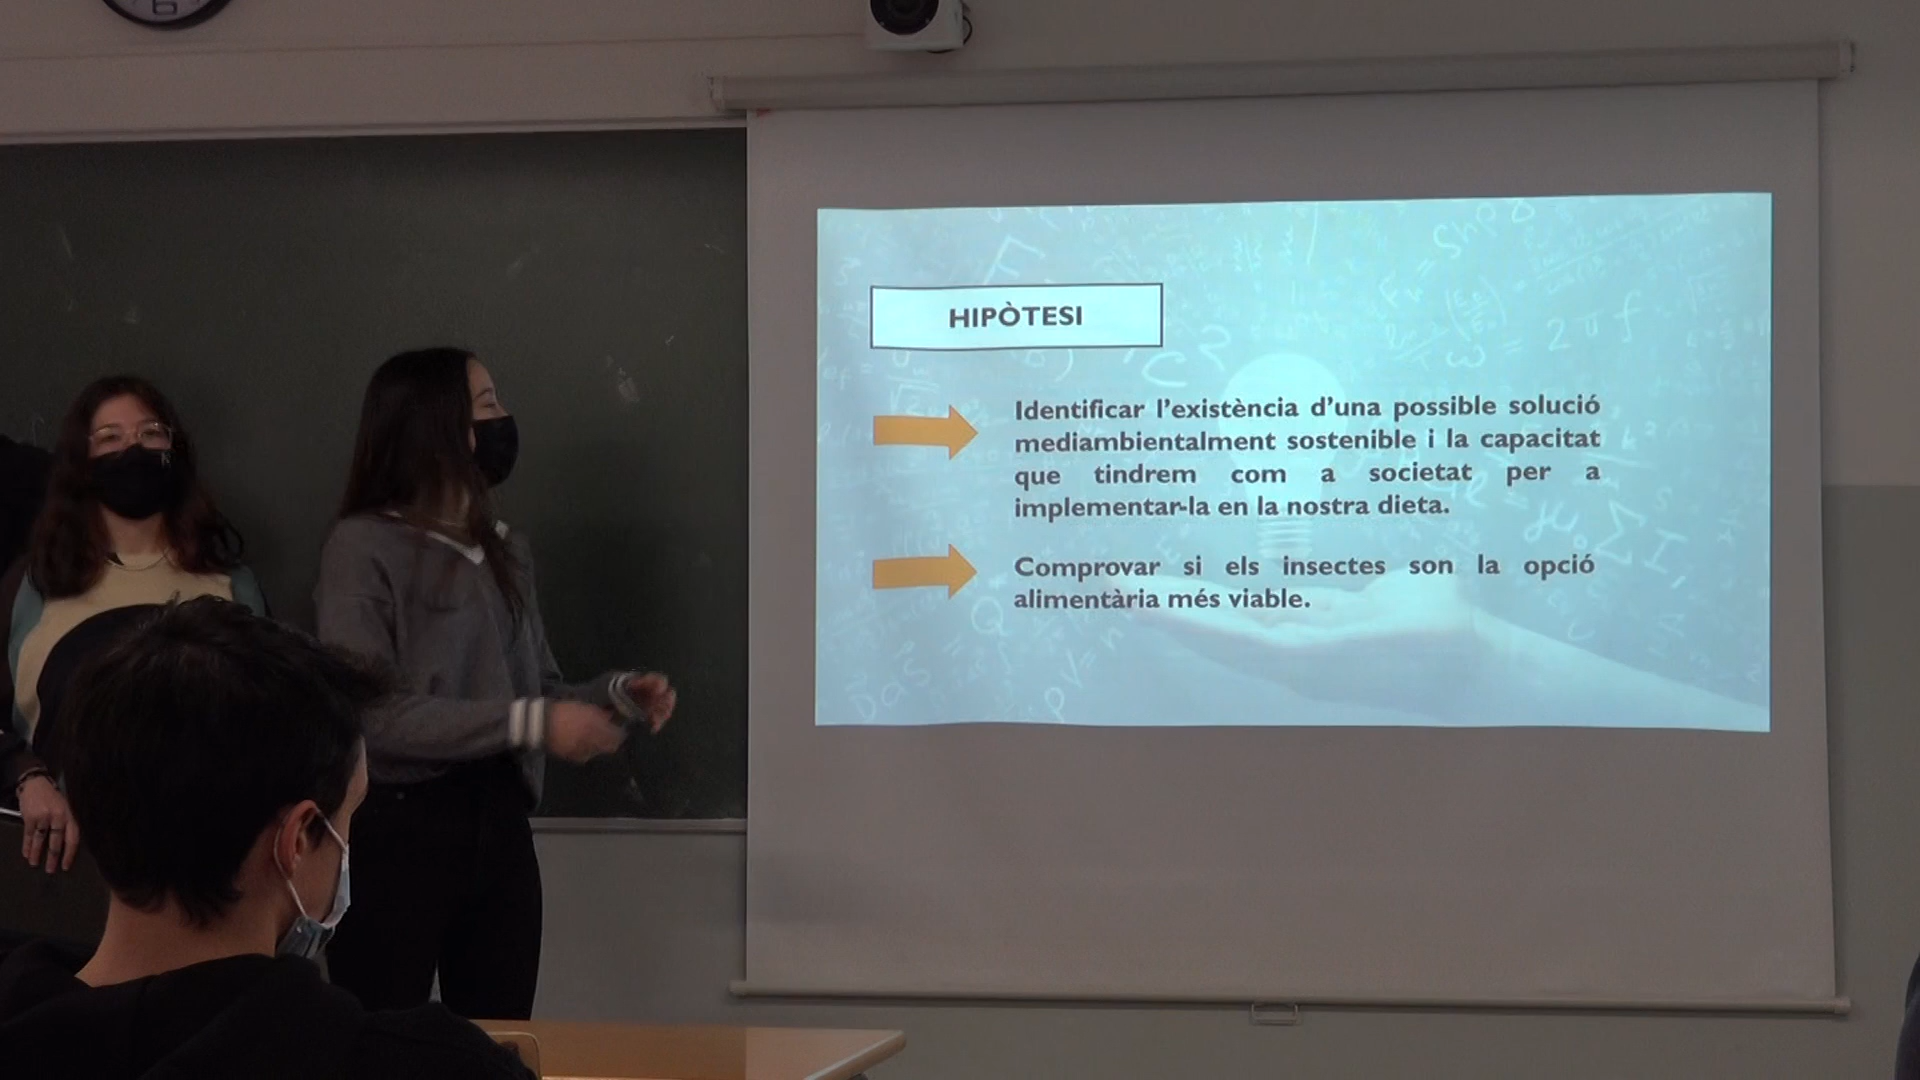 HIPÒTESI
Identificar l'existència d'una possible solució
mediambientalment sostenible i la capacitat
que tindrem com a societat per a
implementar-la en la nostra dieta.
Comprovar si els insectes son la opció
alimentària més viable.